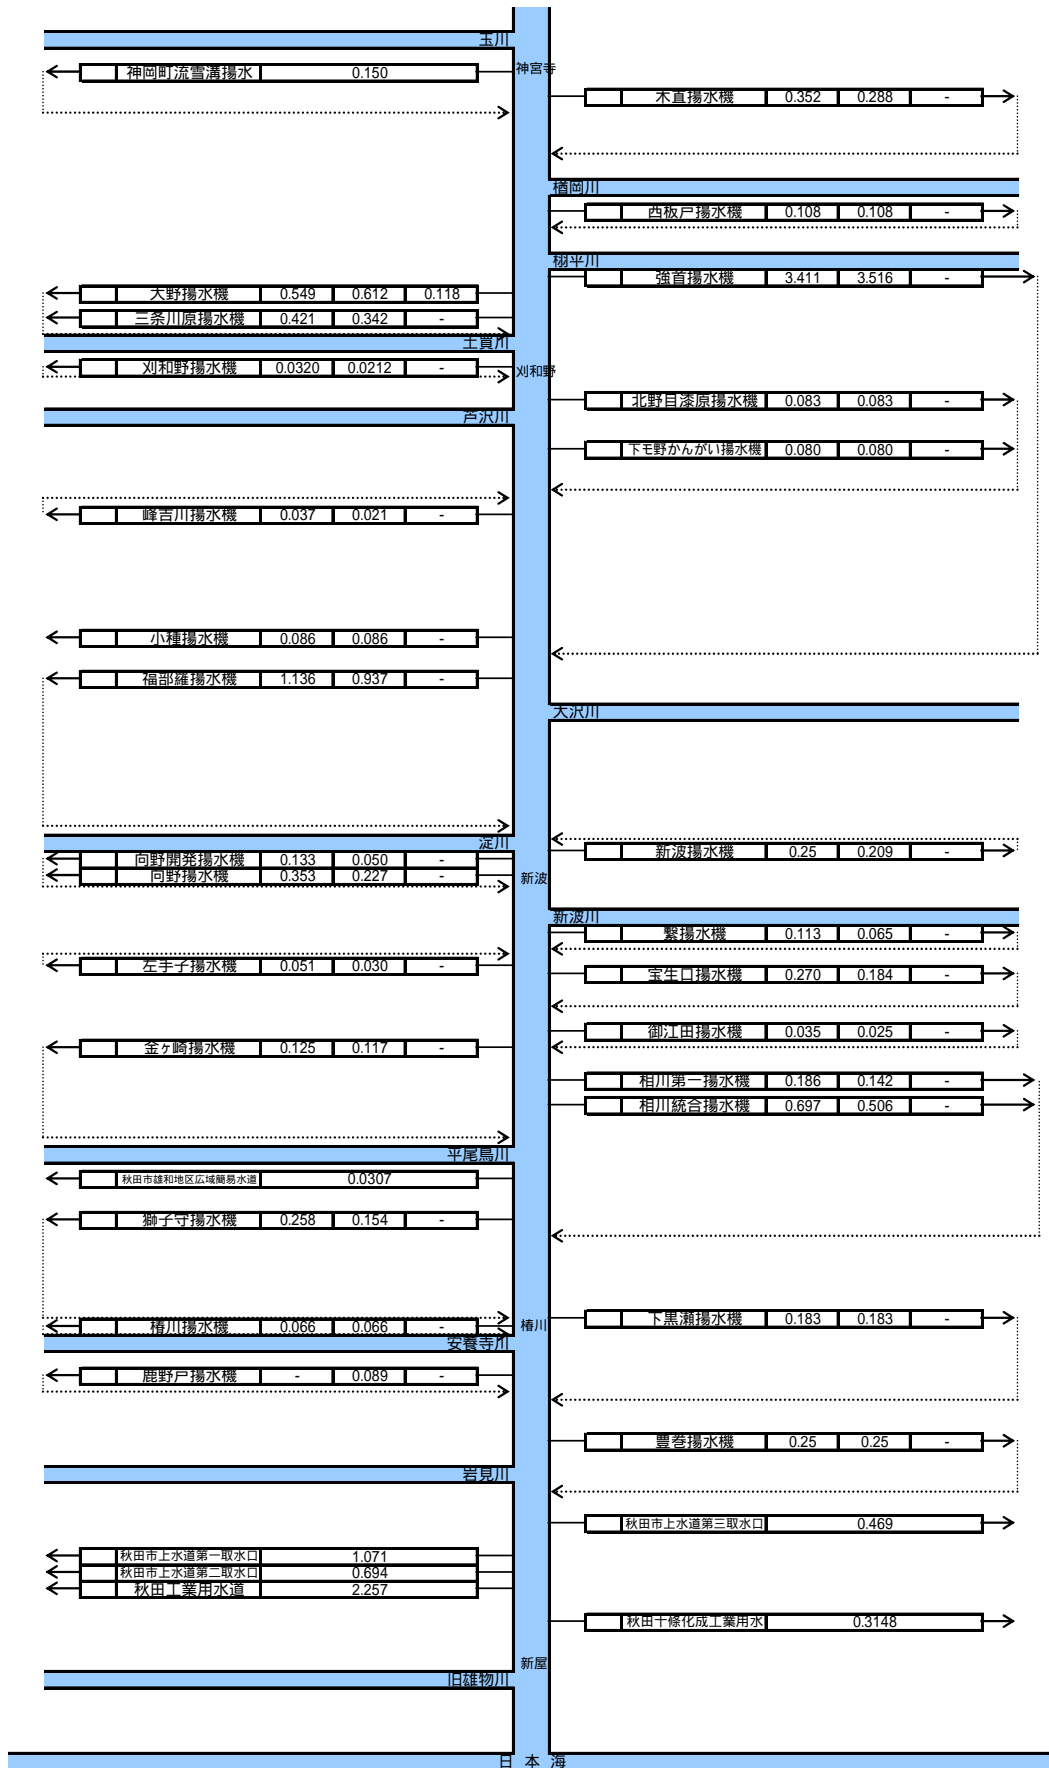 玉川
神宮寺
神岡町流雪溝揚水 0.150
木直揚水機 0.352 0.288 -
楢岡川
西板戸揚水機 0.108 0.108 -
栩平川
強首揚水機 3.411 3.516 -
大野揚水機 0.549 0.612 0.118
三条川原揚水機 0.421 0.342 -
土買川
刈和野揚水機 0.0320 0.0212 -
刈和野
北野目漆原揚水機 0.083 0.083 -
芦沢川
下モ野かんがい揚水機 0.080 0.080 -
峰吉川揚水機 0.037 0.021 -
小種揚水機 0.086 0.086 -
福部羅揚水機 1.136 0.937 -
大沢川
淀川
新波揚水機 0.25 0.209 -
向野開発揚水機 0.133 0.050 -
向野揚水機 0.353 0.227 -
新波
新波川
繋揚水機 0.113 0.065 -
左手子揚水機 0.051 0.030 -
宝生口揚水機 0.270 0.184 -
御江田揚水機 0.035 0.025 -
金ヶ崎揚水機 0.125 0.117 -
相川第一揚水機 0.186 0.142 -
相川統合揚水機 0.697 0.506 -
平尾鳥川
秋田市雄和地区広域簡易水道 0.0307
獅子守揚水機 0.258 0.154 -
下黒瀬揚水機 0.183 0.183 -
椿川揚水機 0.066 0.066 -
椿川
安養寺川
鹿野戸揚水機 - 0.089 -
豊巻揚水機 0.25 0.25 -
岩見川
秋田市上水道第三取水口 0.469
秋田市上水道第一取水口 1.071
秋田市上水道第二取水口 0.694
秋田工業用水道 2.257
秋田十條化成工業用水 0.3148
新屋
旧雄物川
日本海